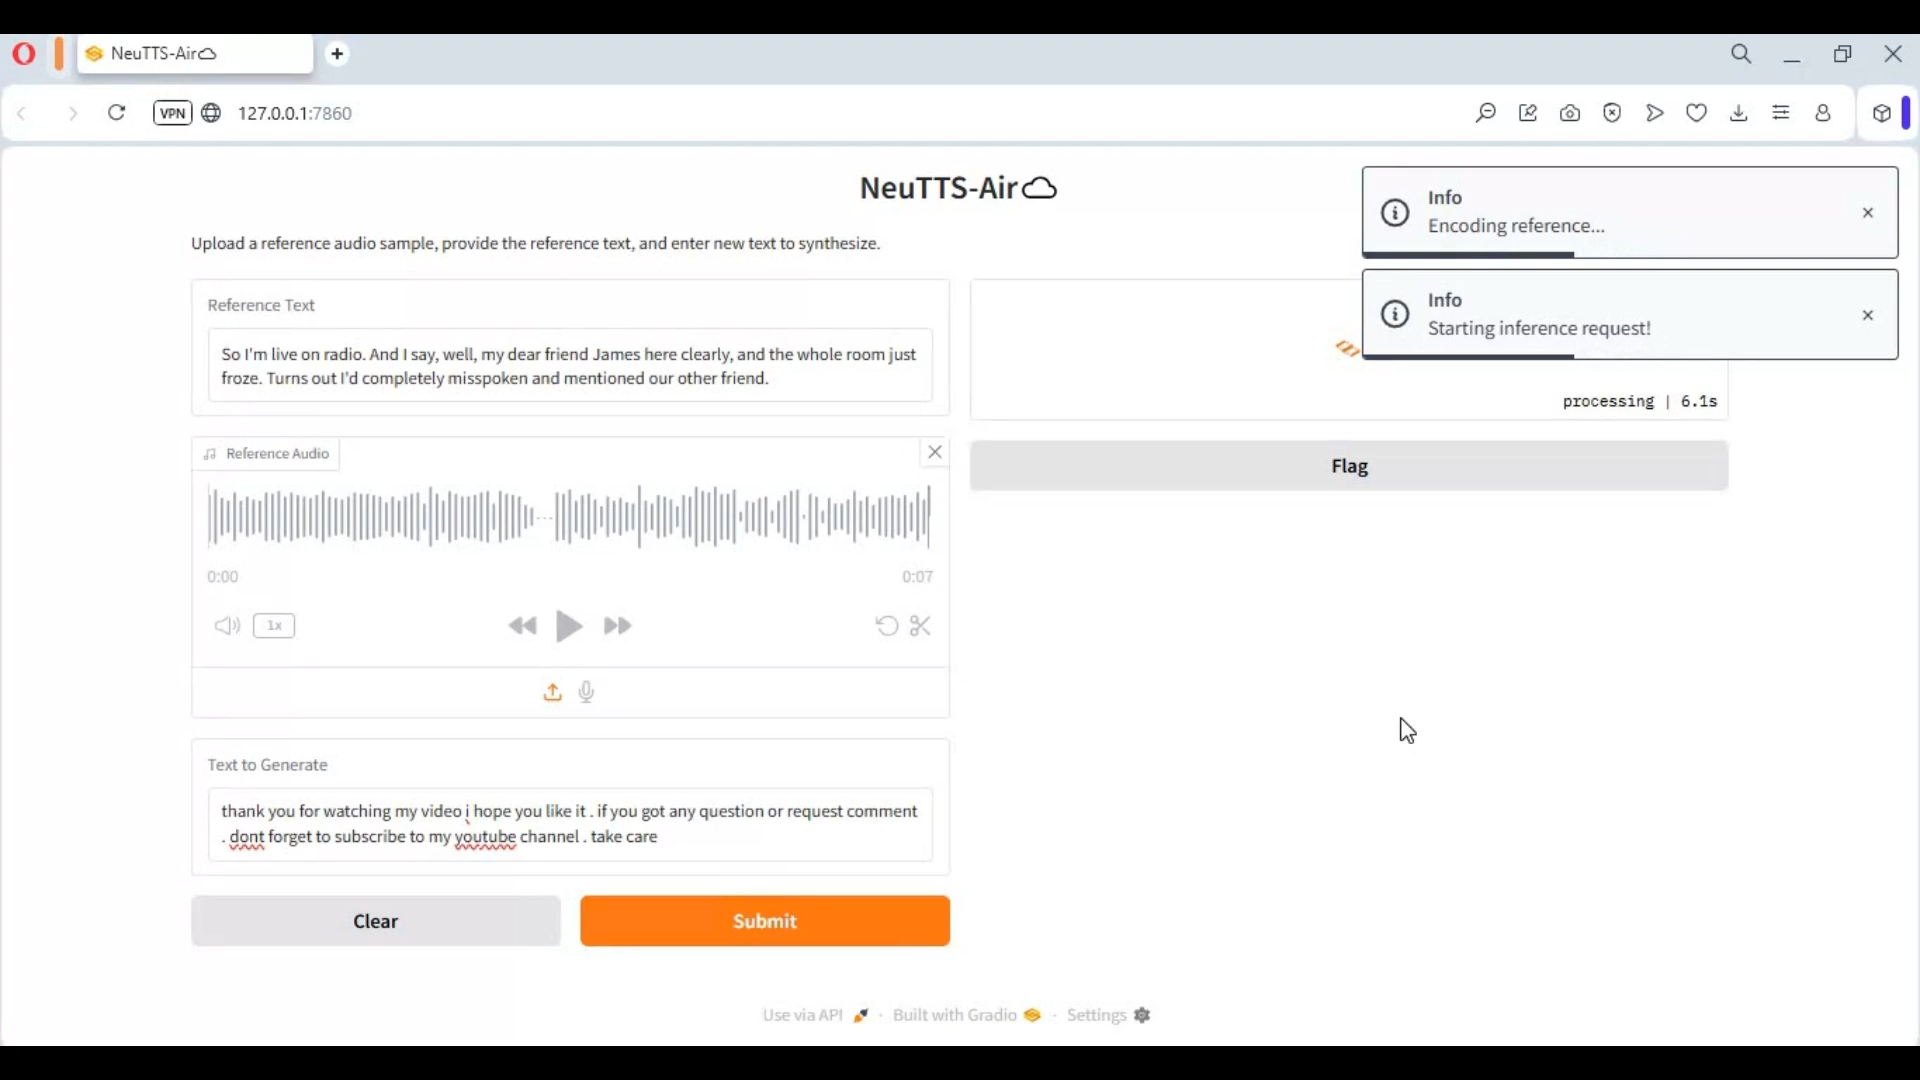 NeuTTS-Air
VPN
127.0.0.1:7860
NeuTTS-Air
Info
Encoding reference...
Info
Starting inference request!
Upload a reference audio sample, provide the reference text, and enter new text to synthesize.
Reference Text
So I'm live on radio. And I say, well, my dear friend James here clearly, and the whole room just
froze. Turns out I'd completely misspoken and mentioned our other friend.
processing | 6.1s
Reference Audio
Flag
0:00
0:07
1x
Text to Generate
thank you for watching my video i hope you like it . if you got any question or request comment
. dont forget to subscribe to my youtube channel . take care
Clear
Submit
Use via API · Built with Gradio · Settings